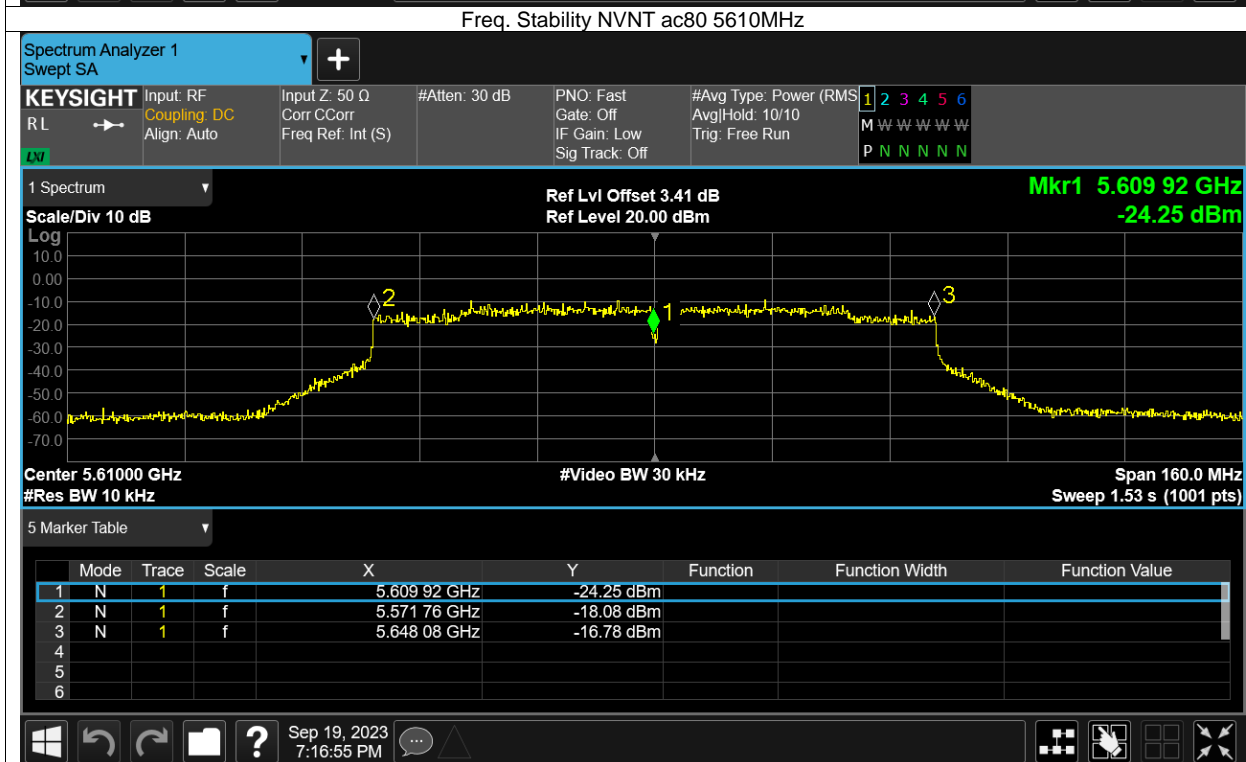 Freq. Stability NVNT ac80 5610MHz
Spectrum Analyzer 1
Swept SA
+
KEYSIGHT
RL
LXI
Input: RF
Coupling: DC
Align: Auto
Input Z: 50 Ω
Corr CCorr
Freq Ref: Int (S)
#Atten: 30 dB
PNO: Fast
Gate: Off
IF Gain: Low
Sig Track: Off
#Avg Type: Power (RMS
Avg|Hold: 10/10
Trig: Free Run
1 2 3 4 5 6
M W W W W W
P N N N N N
1 Spectrum
Scale/Div 10 dB
Ref Lvl Offset 3.41 dB
Ref Level 20.00 dBm
Mkr1 5.609 92 GHz
-24.25 dBm
Log
10.0
0.00
-10.0
-20.0
-30.0
-40.0
-50.0
-60.0
-70.0
2
1
3
Center 5.61000 GHz
#Video BW 30 kHz
Span 160.0 MHz
#Res BW 10 kHz
Sweep 1.53 s (1001 pts)
5 Marker Table
Mode Trace Scale X Y Function Function Width Function Value
1 N 1 f 5.609 92 GHz -24.25 dBm
2 N 1 f 5.571 76 GHz -18.08 dBm
3 N 1 f 5.648 08 GHz -16.78 dBm
4
5
6
?
Sep 19, 2023
7:16:55 PM